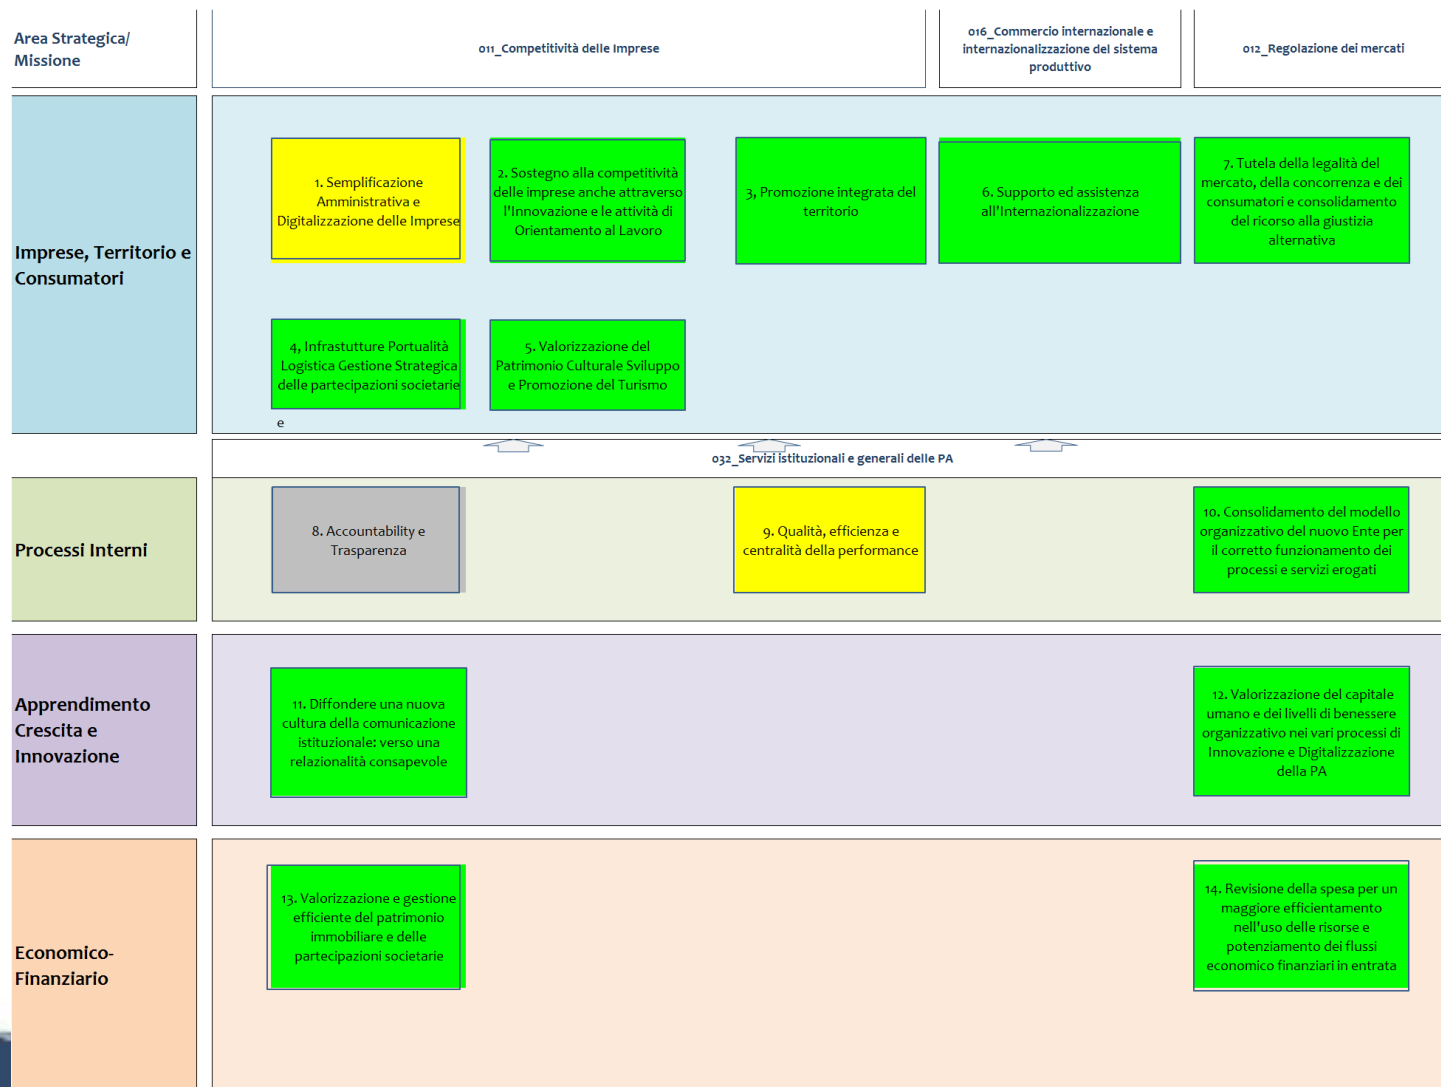 Area Strategica/
Missione
011_Competitività delle Imprese
016_Commercio internazionale e
internazionalizzazione del sistema
produttivo
012_Regolazione dei mercati
Imprese, Territorio e
Consumatori
1. Semplificazione
Amministrativa e
Digitalizzazione delle Imprese
2. Sostegno alla competitività
delle imprese anche attraverso
l'Innovazione e le attività di
Orientamento al Lavoro
3, Promozione integrata del
territorio
6. Supporto ed assistenza
all'Internazionalizzazione
7. Tutela della legalità del
mercato, della concorrenza e dei
consumatori e consolidamento
del ricorso alla giustizia
alternativa
4, Infrastutture Portualità
Logistica Gestione Strategica
delle partecipazioni societarie
e
5. Valorizzazione del
Patrimonio Culturale Sviluppo
e Promozione del Turismo
032_Servizi istituzionali e generali delle PA
Processi Interni
8. Accountability e
Trasparenza
9. Qualità, efficienza e
centralità della performance
10. Consolidamento del modello
organizzativo del nuovo Ente per
il corretto funzionamento dei
processi e servizi erogati
Apprendimento
Crescita e
Innovazione
11. Diffondere una nuova
cultura della comunicazione
istituzionale: verso una
relazionalità consapevole
12. Valorizzazione del capitale
umano e dei livelli di benessere
organizzativo nei vari processi di
Innovazione e Digitalizzazione
della PA
Economico-
Finanziario
13. Valorizzazione e gestione
efficiente del patrimonio
immobiliare e delle
partecipazioni societarie
14. Revisione della spesa per un
maggiore efficientamento
nell'uso delle risorse e
potenziamento dei flussi
economico finanziari in entrata